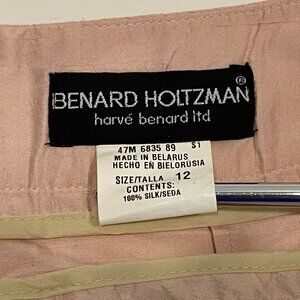 BENARD HOLTZMAN®
harvé benard ltd
47M 6835 89 S1
MADE IN BELARUS
HECHO EN BIELORUSIA
SIZE/TALLA 12
CONTENTS:
100% SILK/SEDA